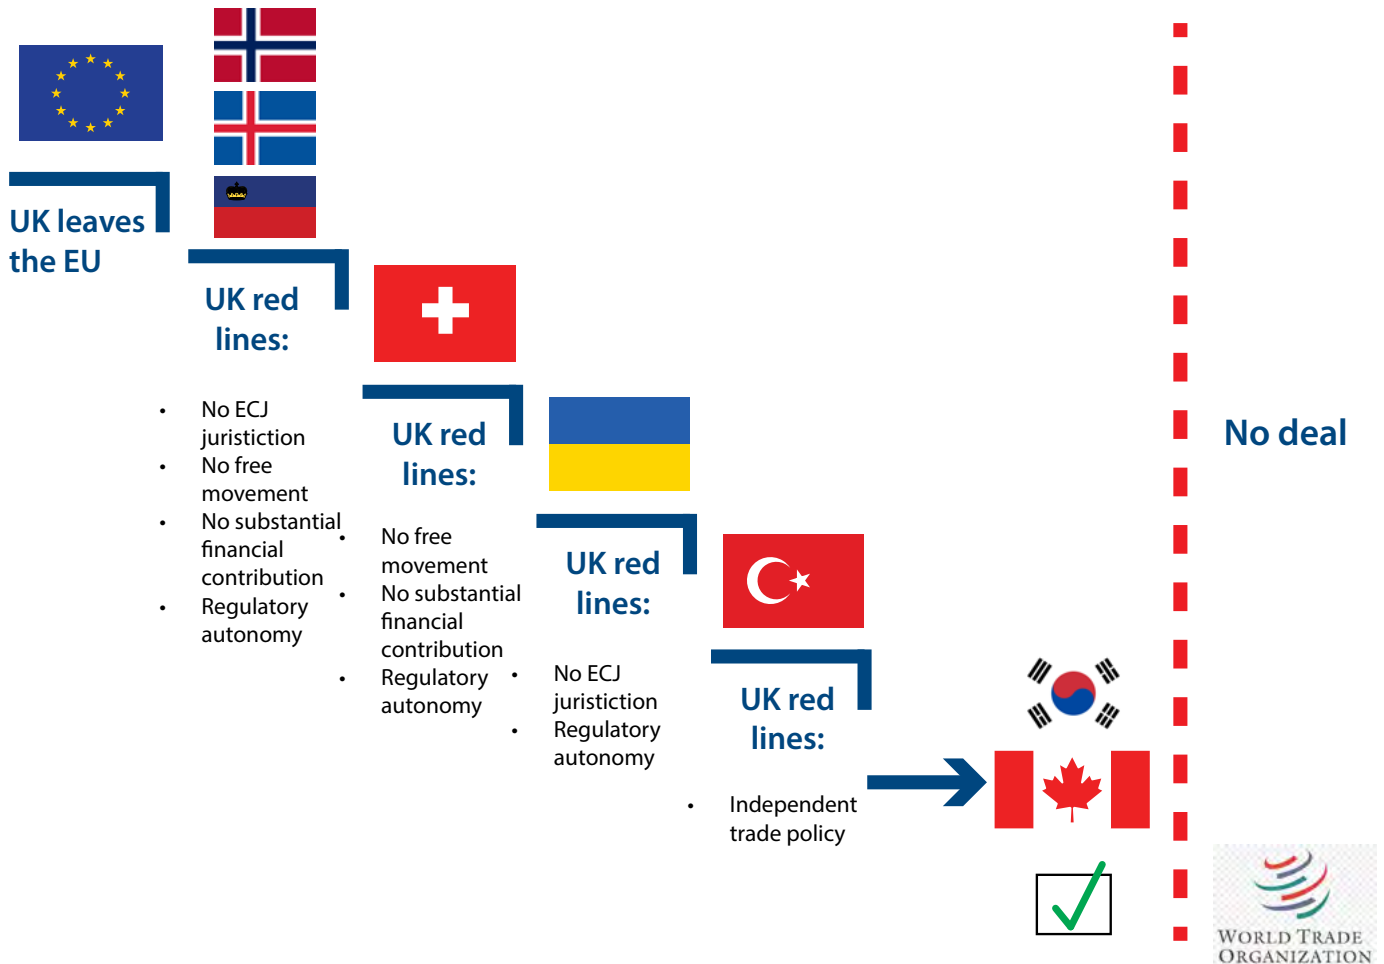 UK leaves
the EU
UK red
lines:
• No ECJ
juristiction
• No free
movement
• No substantial
financial
contribution
• Regulatory
autonomy
UK red
lines:
• No free
movement
• No substantial
financial
contribution
• Regulatory
autonomy
UK red
lines:
• No ECJ
juristiction
• Regulatory
autonomy
UK red
lines:
• Independent
trade policy
No deal
WORLD TRADE
ORGANIZATION